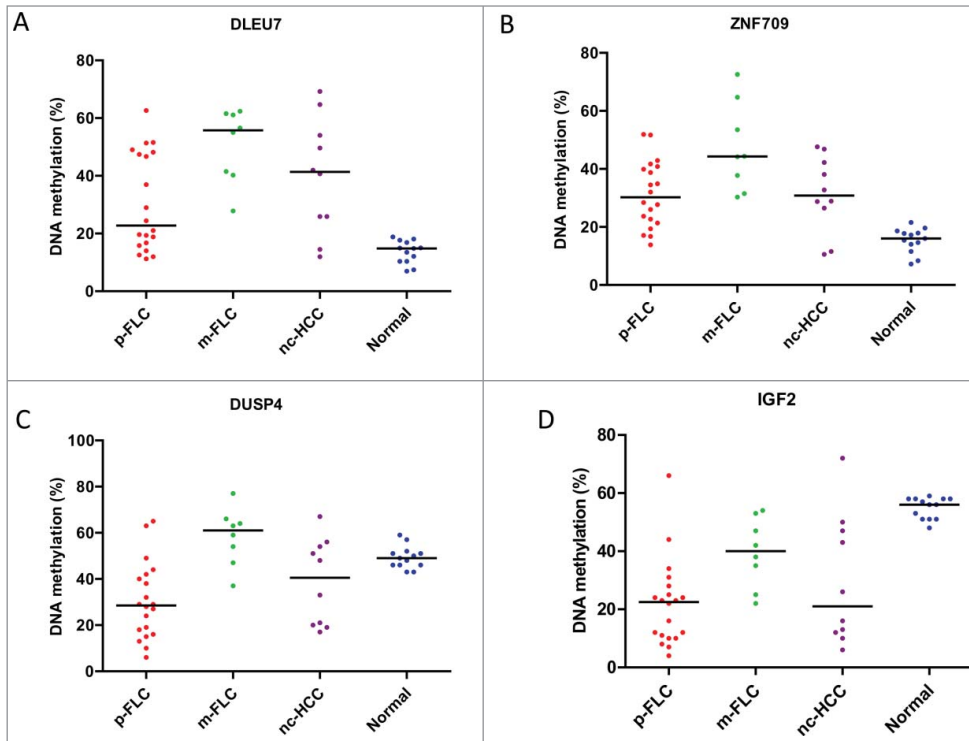 A
DLEU7
DNA methylation (%)
80
60
40
20
0
p-FLC
m-FLC
nc-HCC
Normal
B
ZNF709
DNA methylation (%)
80
60
40
20
0
p-FLC
m-FLC
nc-HCC
Normal
C
DUSP4
DNA methylation (%)
100
80
60
40
20
0
p-FLC
m-FLC
nc-HCC
Normal
D
IGF2
DNA methylation (%)
80
60
40
20
0
p-FLC
m-FLC
nc-HCC
Normal